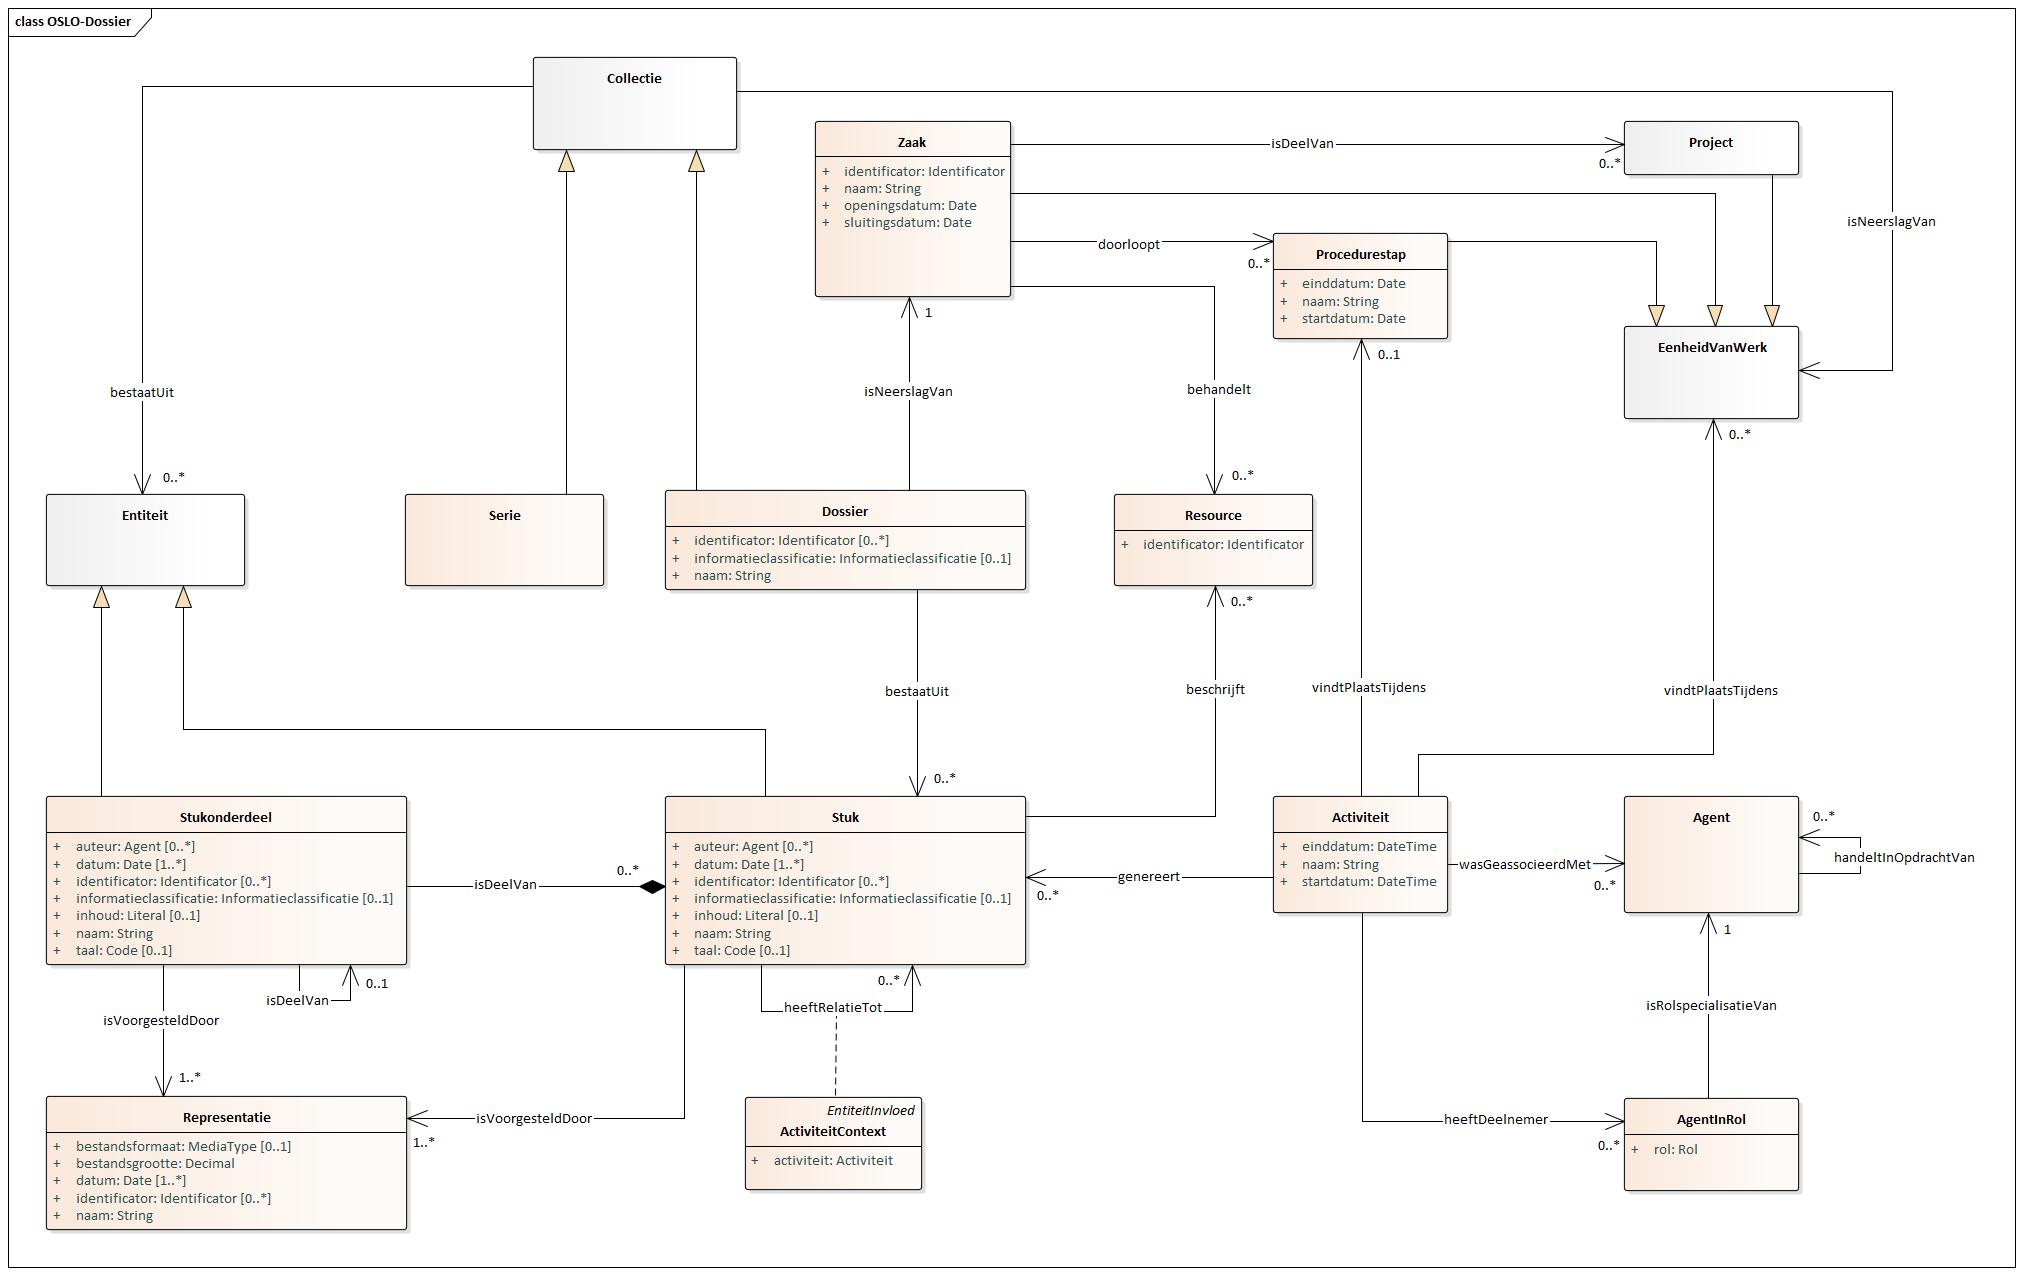 class OSLO-Dossier
Collectie
Zaak
+ identificator: Identificator
+ naam: String
+ openingsdatum: Date
+ sluitingsdatum: Date
isDeelVan
0..*
Project
isNeerslagVan
doorloopt
0..*
Procedurestap
+ einddatum: Date
+ naam: String
+ startdatum: Date
1
0..1
EenheidVanWerk
bestaatUit
isNeerslagVan
behandelt
0..*
0..*
0..*
Entiteit
Serie
Dossier
+ identificator: Identificator [0..*]
+ informatieclassificatie: Informatieclassificatie [0..1]
+ naam: String
Resource
+ identificator: Identificator
0..*
bestaatUit
beschrijft
vindtPlaatsTijdens
vindtPlaatsTijdens
0..*
Stukonderdeel
+ auteur: Agent [0..*]
+ datum: Date [1..*]
+ identificator: Identificator [0..*]
+ informatieclassificatie: Informatieclassificatie [0..1]
+ inhoud: Literal [0..1]
+ naam: String
+ taal: Code [0..1]
isDeelVan
0..*
Stuk
+ auteur: Agent [0..*]
+ datum: Date [1..*]
+ identificator: Identificator [0..*]
+ informatieclassificatie: Informatieclassificatie [0..1]
+ inhoud: Literal [0..1]
+ naam: String
+ taal: Code [0..1]
genereert
0..*
Activiteit
+ einddatum: DateTime
+ naam: String
+ startdatum: DateTime
wasGeassocieerdMet
0..*
Agent
0..*
handeltInOpdrachtVan
1
isDeelVan
0..1
0..*
heeftRelatieTot
isVoorgesteldDoor
isRolspecialisatieVan
1..*
Representatie
+ bestandsformaat: MediaType [0..1]
+ bestandsgrootte: Decimal
+ datum: Date [1..*]
+ identificator: Identificator [0..*]
+ naam: String
isVoorgesteldDoor
1..*
EntiteitInvloed
ActiviteitContext
+ activiteit: Activiteit
heeftDeelnemer
0..*
AgentInRol
+ rol: Rol